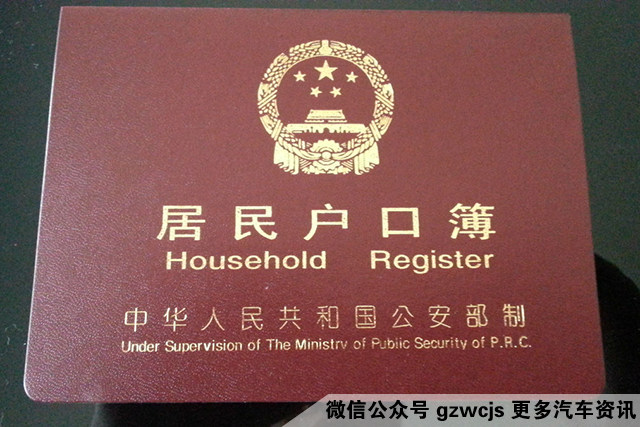 居民户口簿
Household Register
中华人民共和国公安部制
Under Supervision of The Ministry of Public Security of P.R.C.
微信公众号 gzwcjs 更多汽车资讯